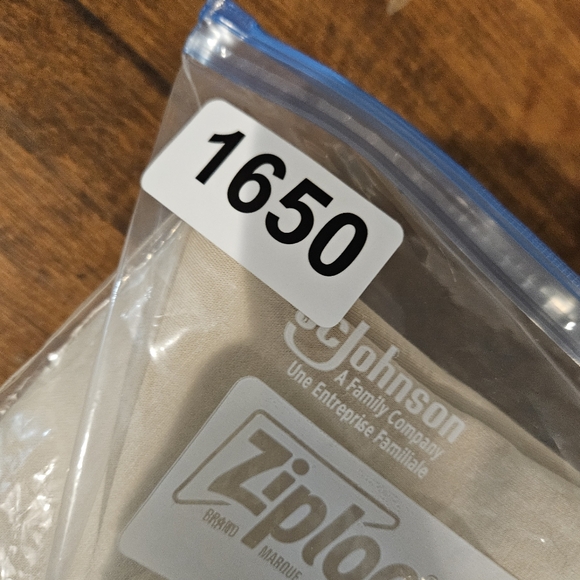 1650
SC Johnson
A Family Company
Une Entreprise Familiale
Ziploc
BRAND MARQUE